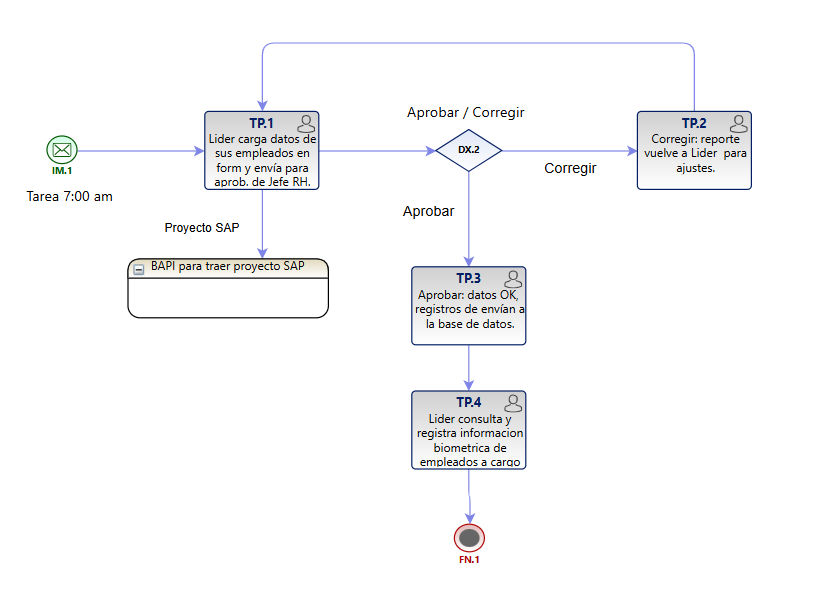 IM.1
Tarea 7:00 am
TP.1
Lider carga datos de
sus empleados en
form y envía para
aprob. de Jefe RH.
Proyecto SAP
BAPI para traer proyecto SAP
Aprobar / Corregir
DX.2
Corregir
Aprobar
TP.2
Corregir: reporte
vuelve a Lider para
ajustes.
TP.3
Aprobar: datos OK,
registros de envían a
la base de datos.
TP.4
Lider consulta y
registra informacion
biometrica de
empleados a cargo
FN.1